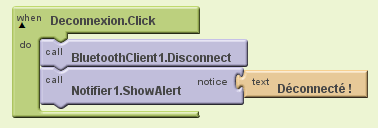 when Deconnexion.Click
do
call BluetoothClient1.Disconnect
call Notifier1.ShowAlert notice text Déconnecté !